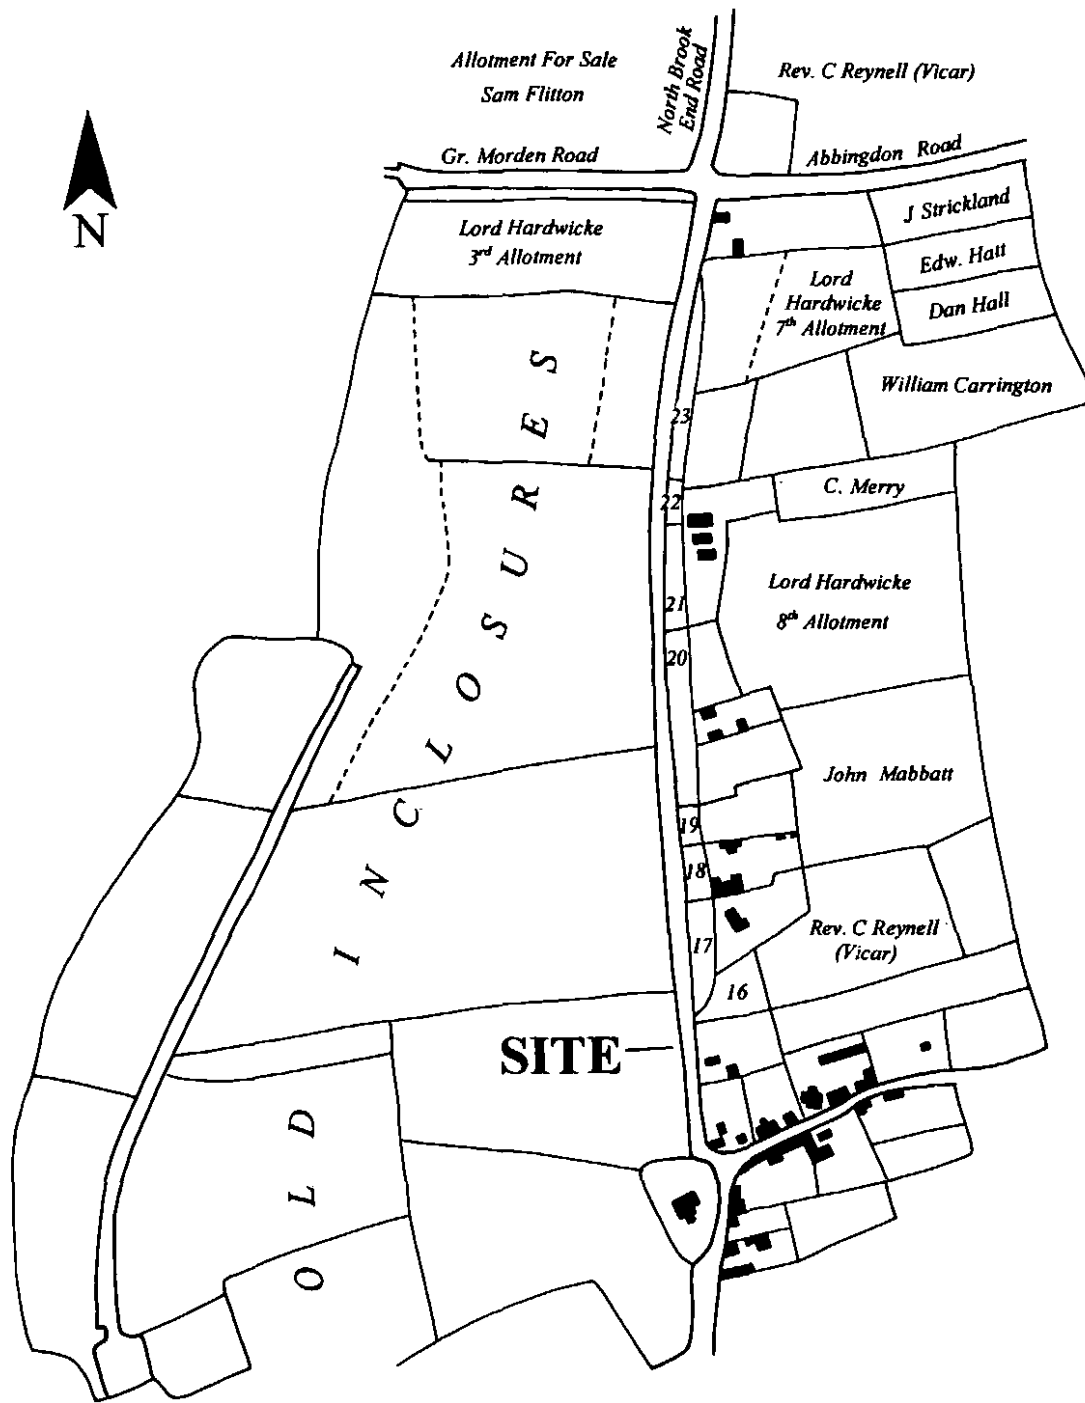 Allotment For Sale
Sam Flitton
North Brook
End Road
Rev. C Reynell (Vicar)
Gr. Morden Road
Abbingdon Road
N
Lord Hardwicke
3rd Allotment
J Strickland
Edw. Hatt
Dan Hall
Lord
Hardwicke
7th Allotment
William Carrington
23
C. Merry
22
Lord Hardwicke
8th Allotment
21
20
John Mabbatt
19
18
17
Rev. C Reynell
(Vicar)
16
SITE
OLD INCLOSURES